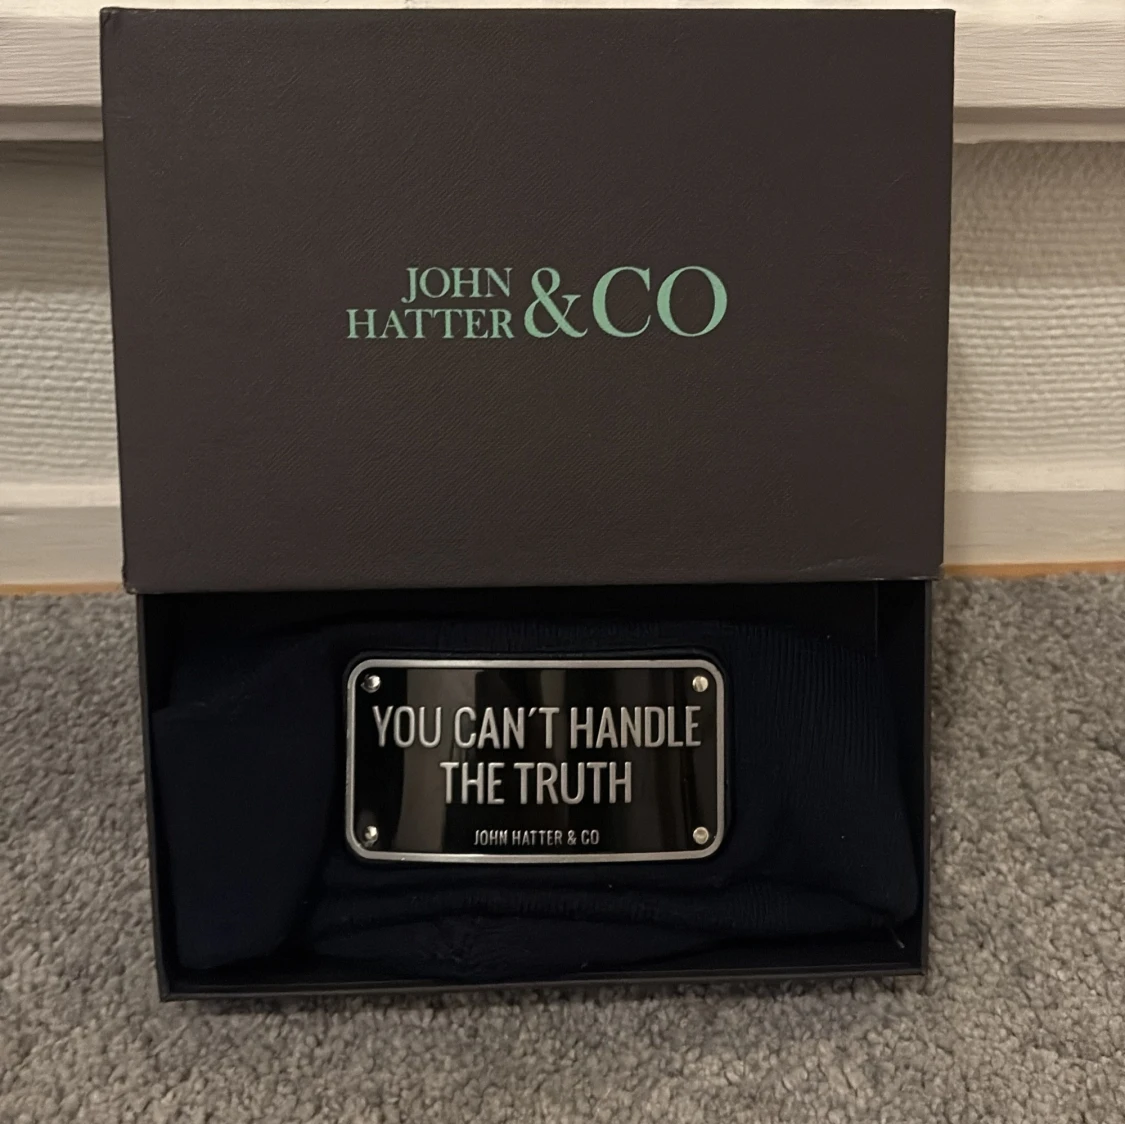 JOHN
HATTER &CO
YOU CAN´T HANDLE
THE TRUTH
JOHN HATTER & CO